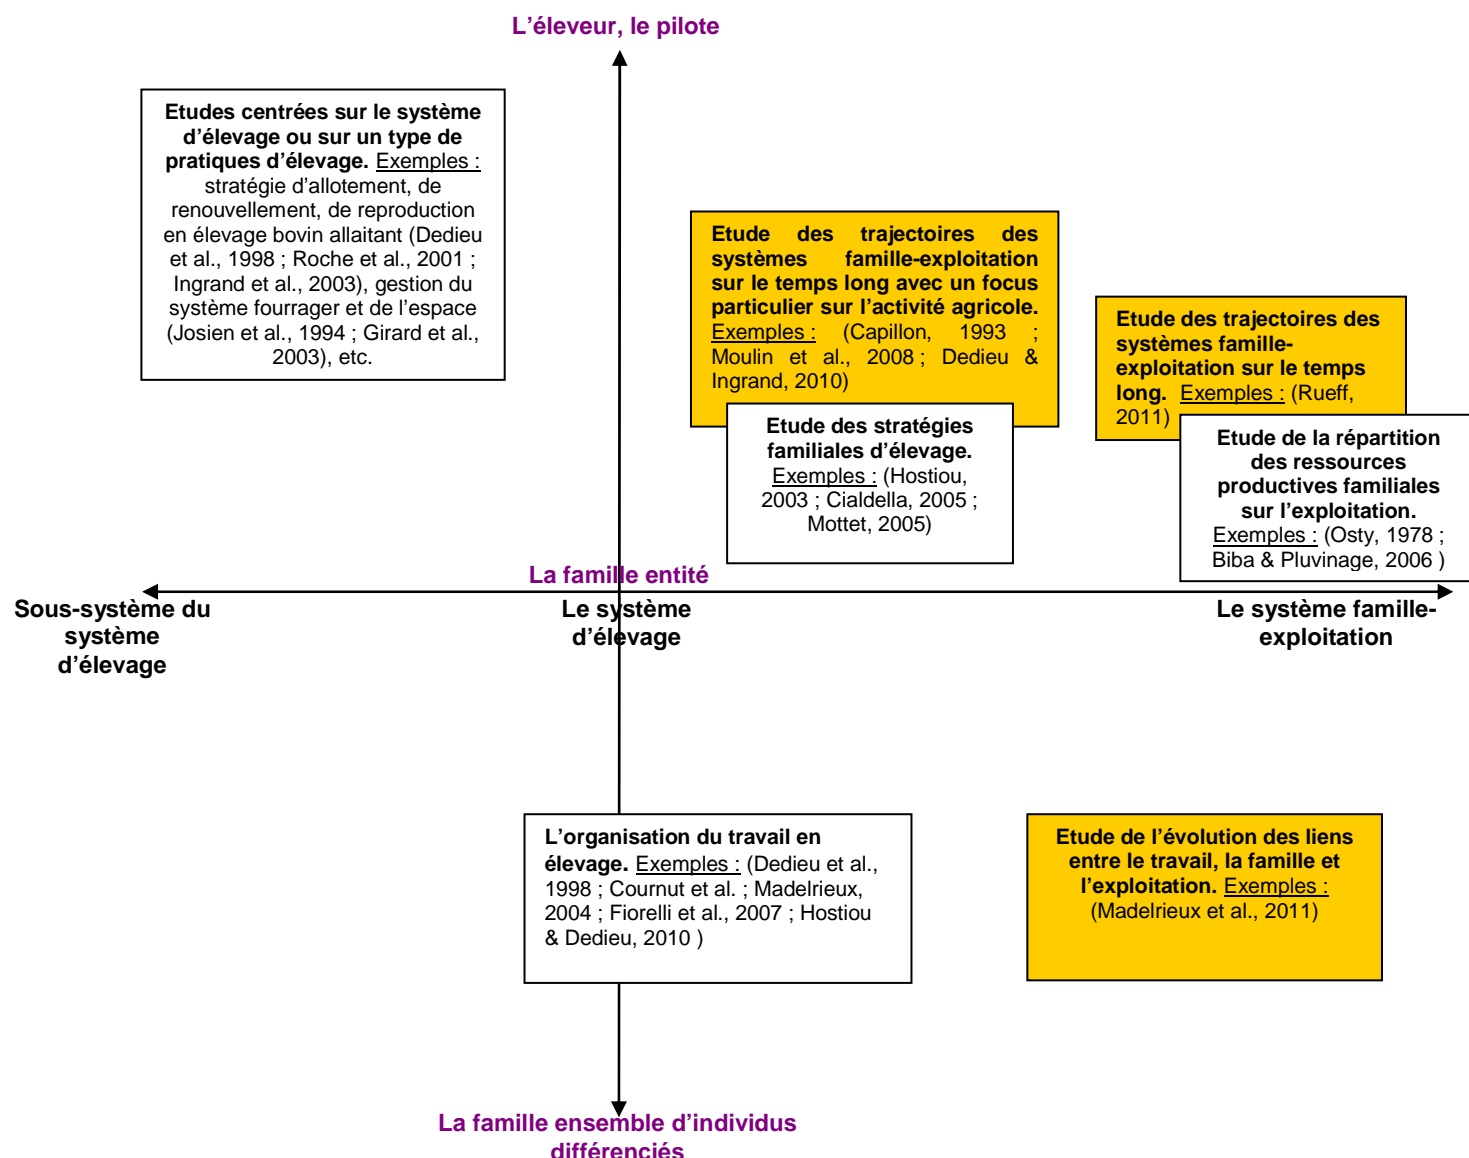 L’éleveur, le pilote
Etudes centrées sur le système
d’élevage ou sur un type de
pratiques d’élevage. Exemples :
stratégie d’allotement, de
renouvellement, de reproduction
en élevage bovin allaitant (Dedieu
et al., 1998 ; Roche et al., 2001 ;
Ingrand et al., 2003), gestion du
système fourrager et de l’espace
(Josien et al., 1994 ; Girard et al.,
2003), etc.
Etude des trajectoires des
systèmes famille-exploitation
sur le temps long avec un focus
particulier sur l’activité agricole.
Exemples : (Capillon, 1993 ;
Moulin et al., 2008 ; Dedieu &
Ingrand, 2010)
Etude des trajectoires des
systèmes famille-
exploitation sur le temps
long. Exemples : (Rueff,
2011)
Etude des stratégies
familiales d’élevage.
Exemples : (Hostiou,
2003 ; Cialdella, 2005 ;
Mottet, 2005)
Etude de la répartition
des ressources
productives familiales
sur l’exploitation.
Exemples : (Osty, 1978 ;
Biba & Pluvinage, 2006 )
La famille entité
Sous-système du
système
d’élevage
Le système
d’élevage
Le système famille-
exploitation
L’organisation du travail en
élevage. Exemples : (Dedieu et al.,
1998 ; Cournut et al. ; Madelrieux,
2004 ; Fiorelli et al., 2007 ; Hostiou
& Dedieu, 2010 )
Etude de l’évolution des liens
entre le travail, la famille et
l’exploitation. Exemples :
(Madelrieux et al., 2011)
La famille ensemble d’individus
différenciés